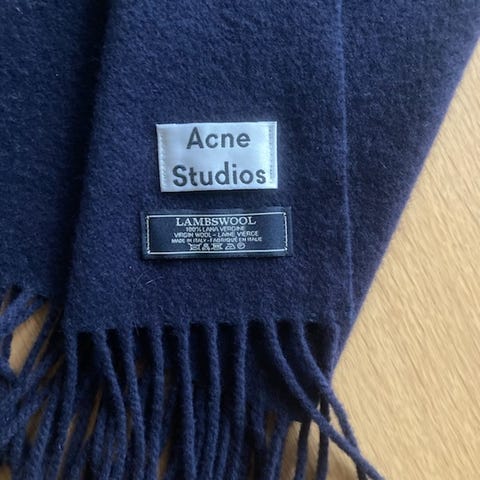 Acne
Studios
LAMBSWOOL
100% LANA VERGINE
VIRGIN WOOL - LAINE VIERGE
MADE IN ITALY - FABRIQUÉ EN ITALIE